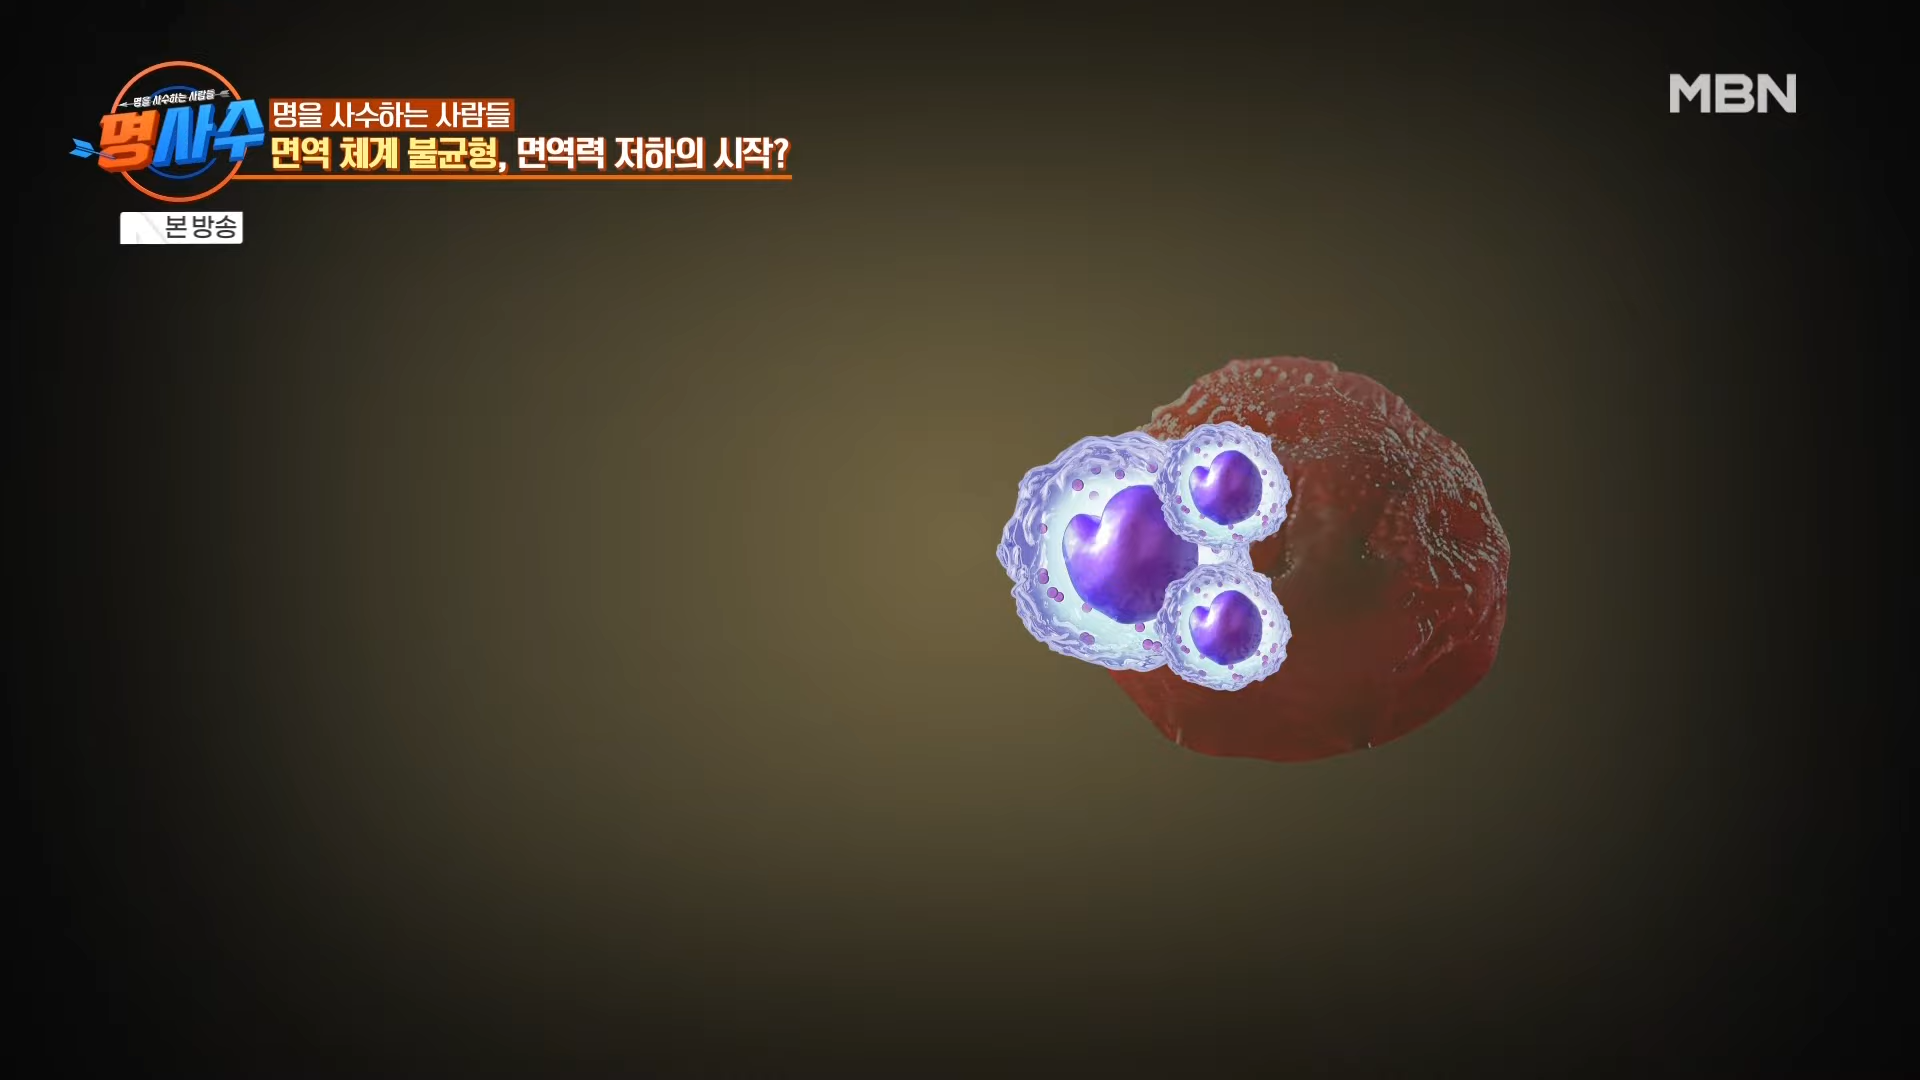 명을 사수하는 사람들
명사수
명을 사수하는 사람들
면역 체계 불균형, 면역력 저하의 시작?
본 방송
MBN